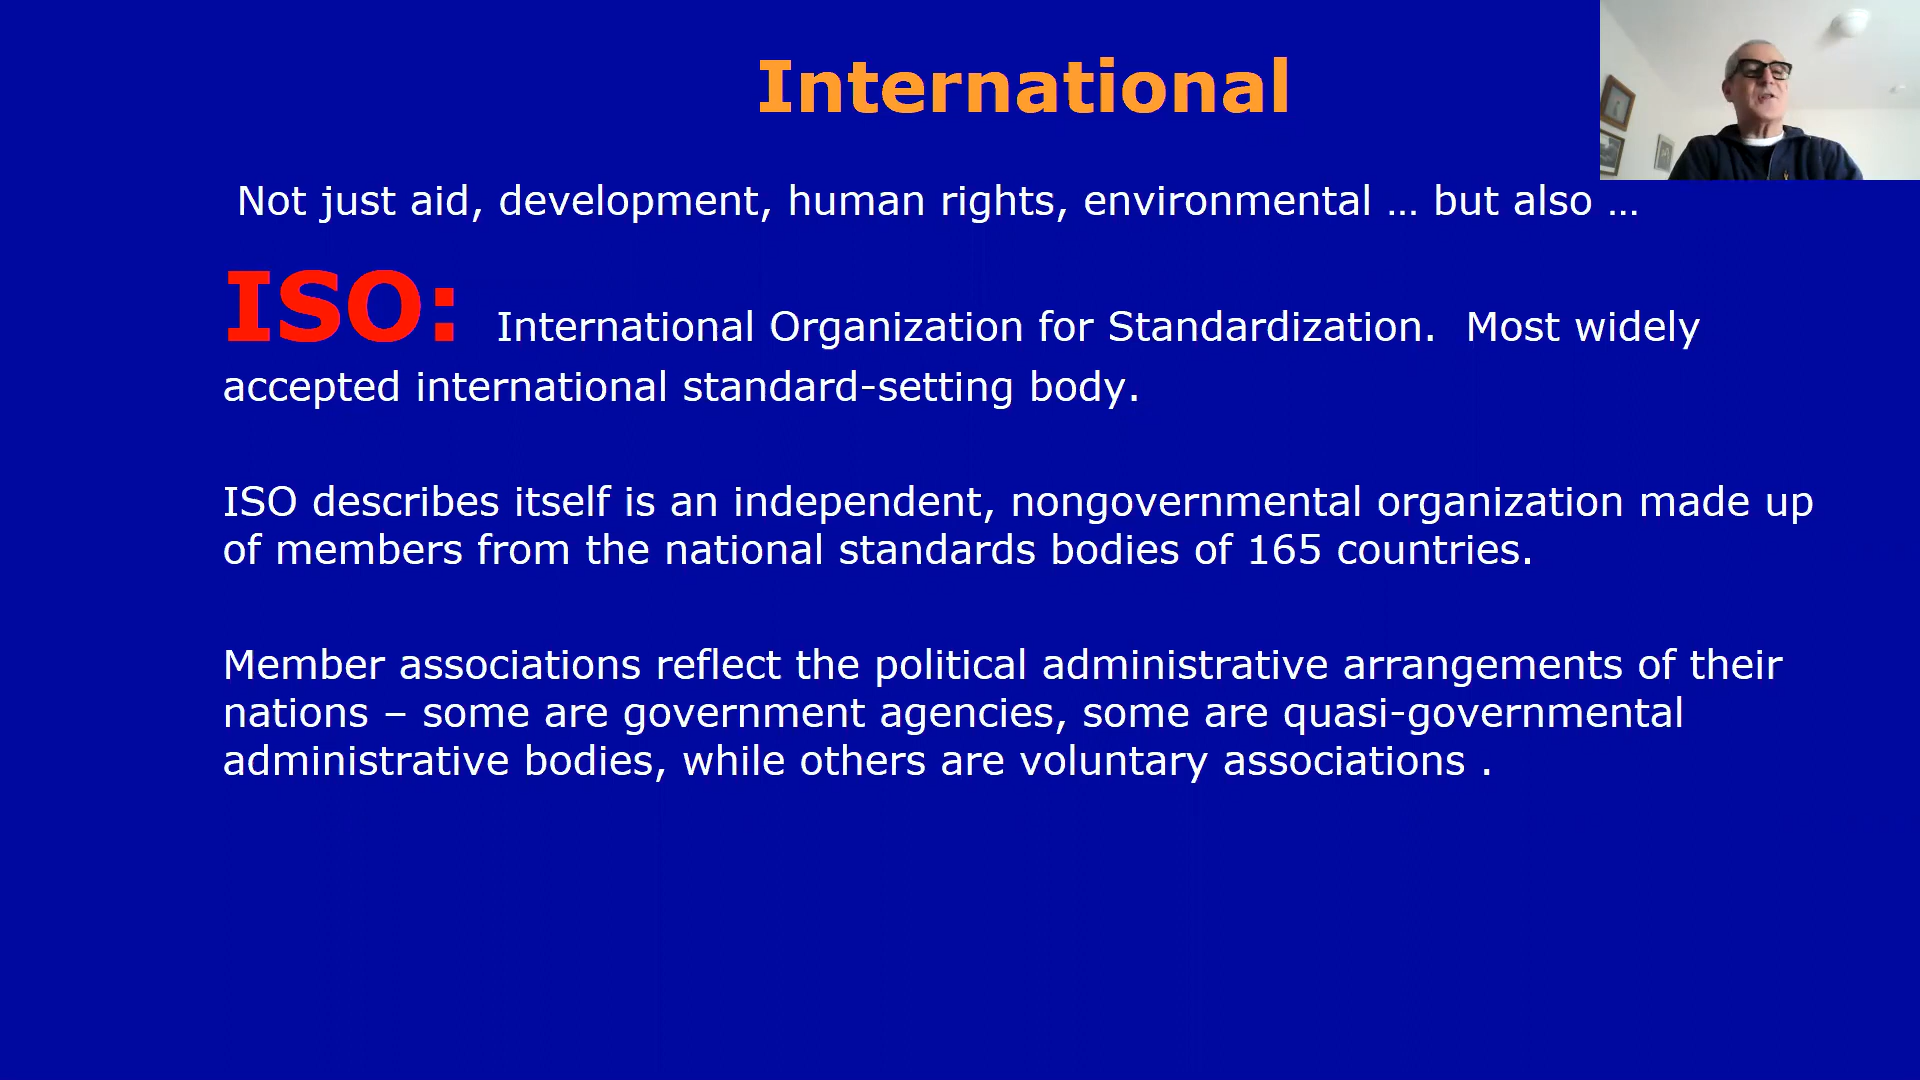 International
Not just aid, development, human rights, environmental … but also …
ISO: International Organization for Standardization. Most widely
accepted international standard-setting body.
ISO describes itself is an independent, nongovernmental organization made up
of members from the national standards bodies of 165 countries.
Member associations reflect the political administrative arrangements of their
nations – some are government agencies, some are quasi-governmental
administrative bodies, while others are voluntary associations .